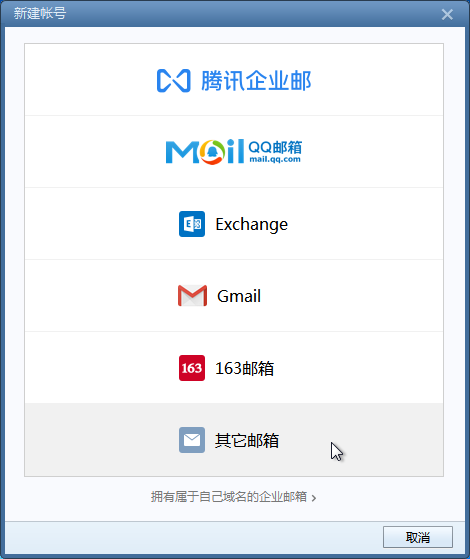 新建帐号
腾讯企业邮
Mail QQ邮箱
mail.qq.com
Exchange
Gmail
163 163邮箱
其它邮箱
拥有属于自己域名的企业邮箱 >
取消